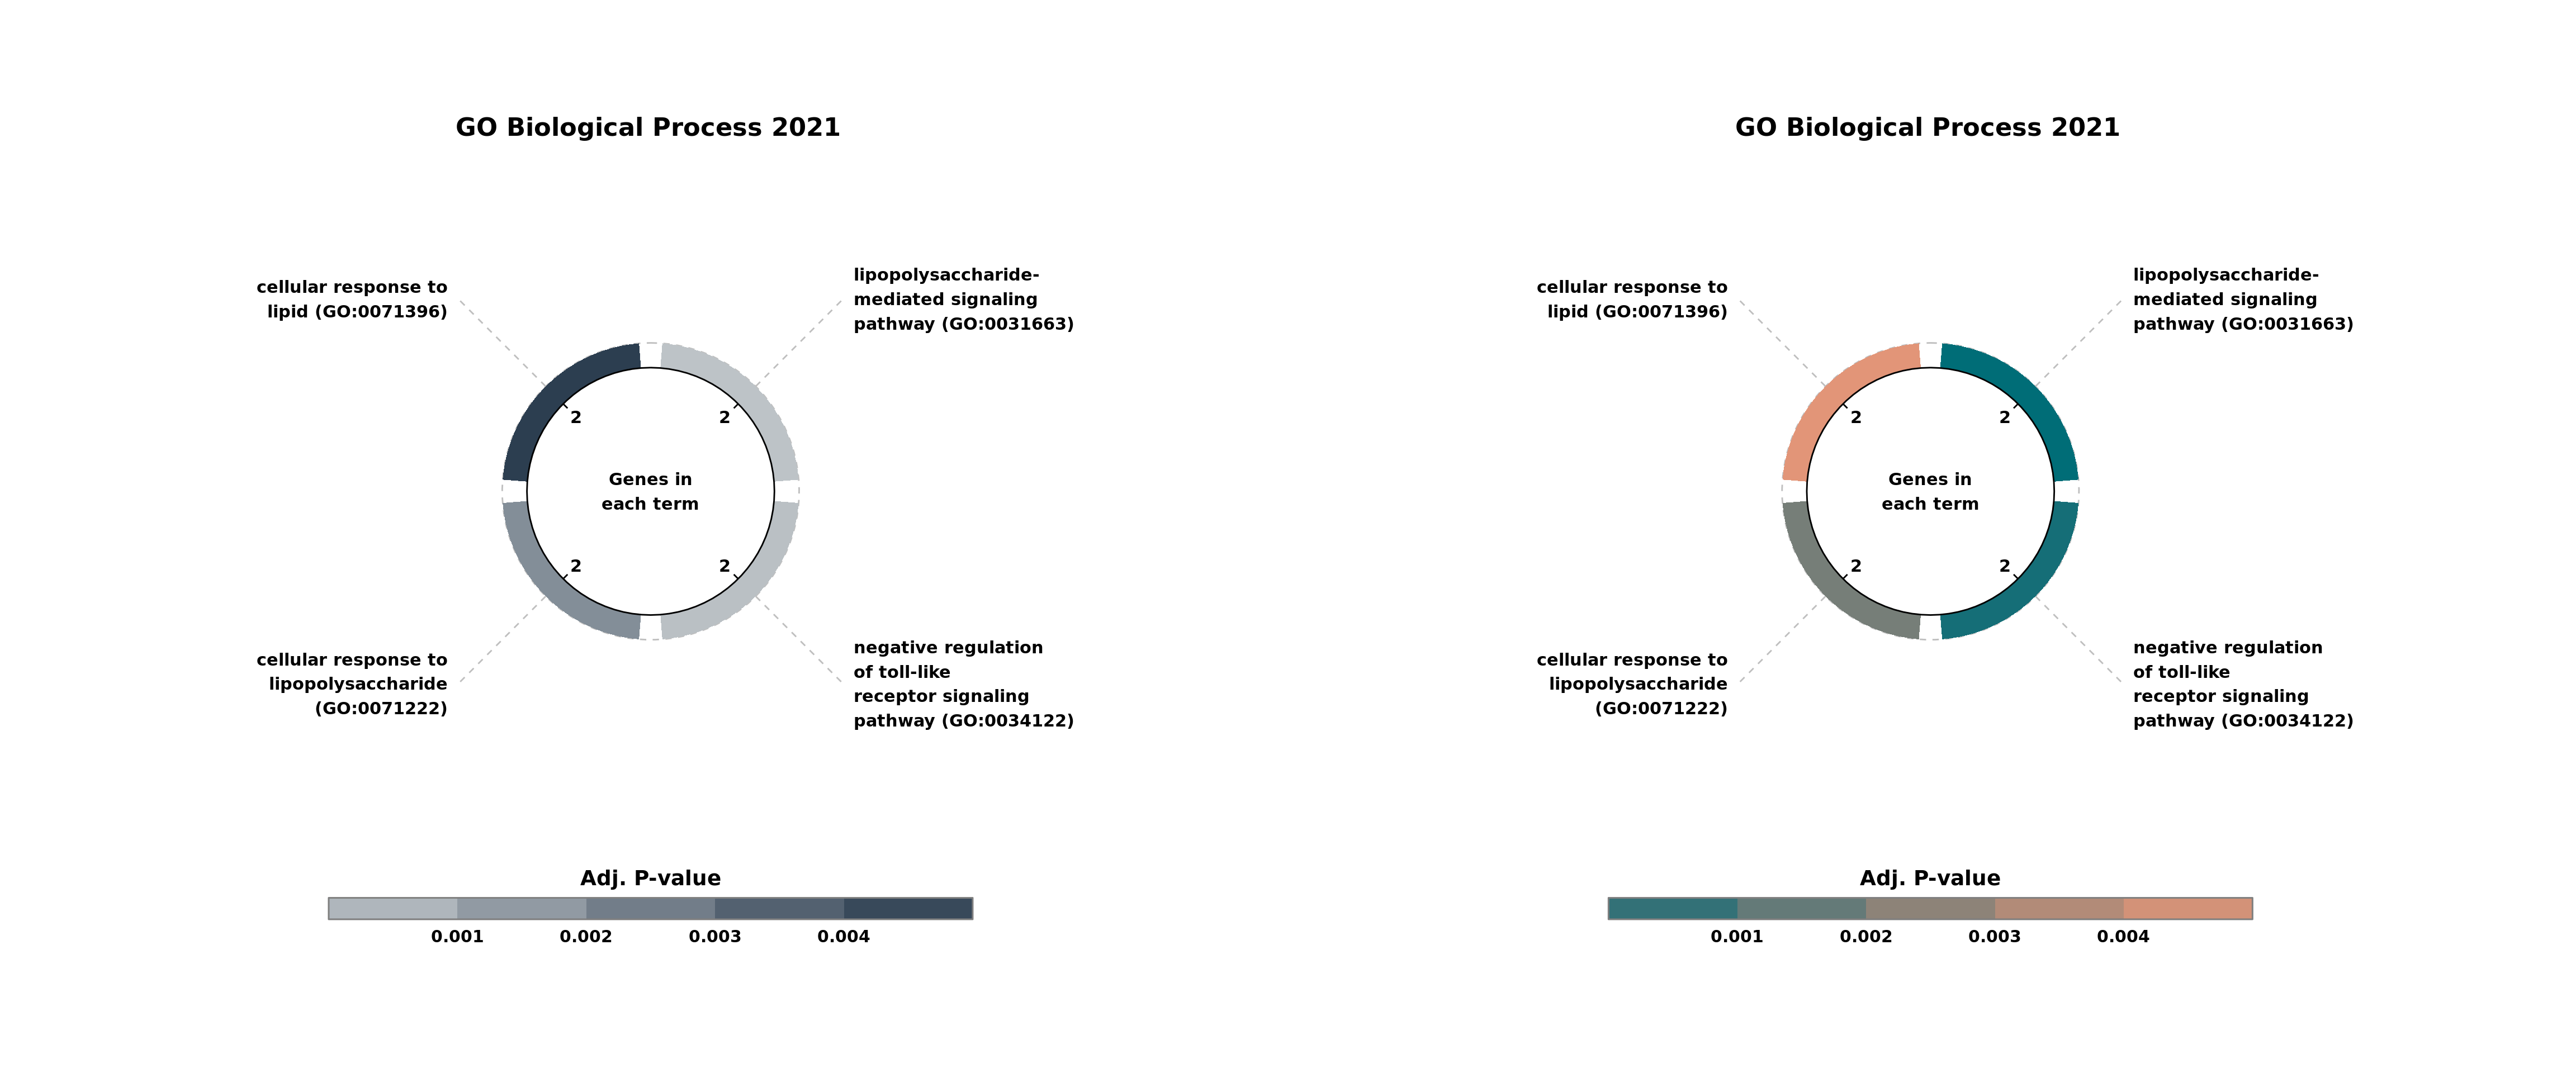 GO Biological Process 2021
cellular response to
lipid (GO:0071396)
lipopolysaccharide-
mediated signaling
pathway (GO:0031663)
2
2
Genes in
each term
2
2
cellular response to
lipopolysaccharide
(GO:0071222)
negative regulation
of toll-like
receptor signaling
pathway (GO:0034122)
Adj. P-value
0.001
0.002
0.003
0.004
GO Biological Process 2021
cellular response to
lipid (GO:0071396)
lipopolysaccharide-
mediated signaling
pathway (GO:0031663)
2
2
Genes in
each term
2
2
cellular response to
lipopolysaccharide
(GO:0071222)
negative regulation
of toll-like
receptor signaling
pathway (GO:0034122)
Adj. P-value
0.001
0.002
0.003
0.004